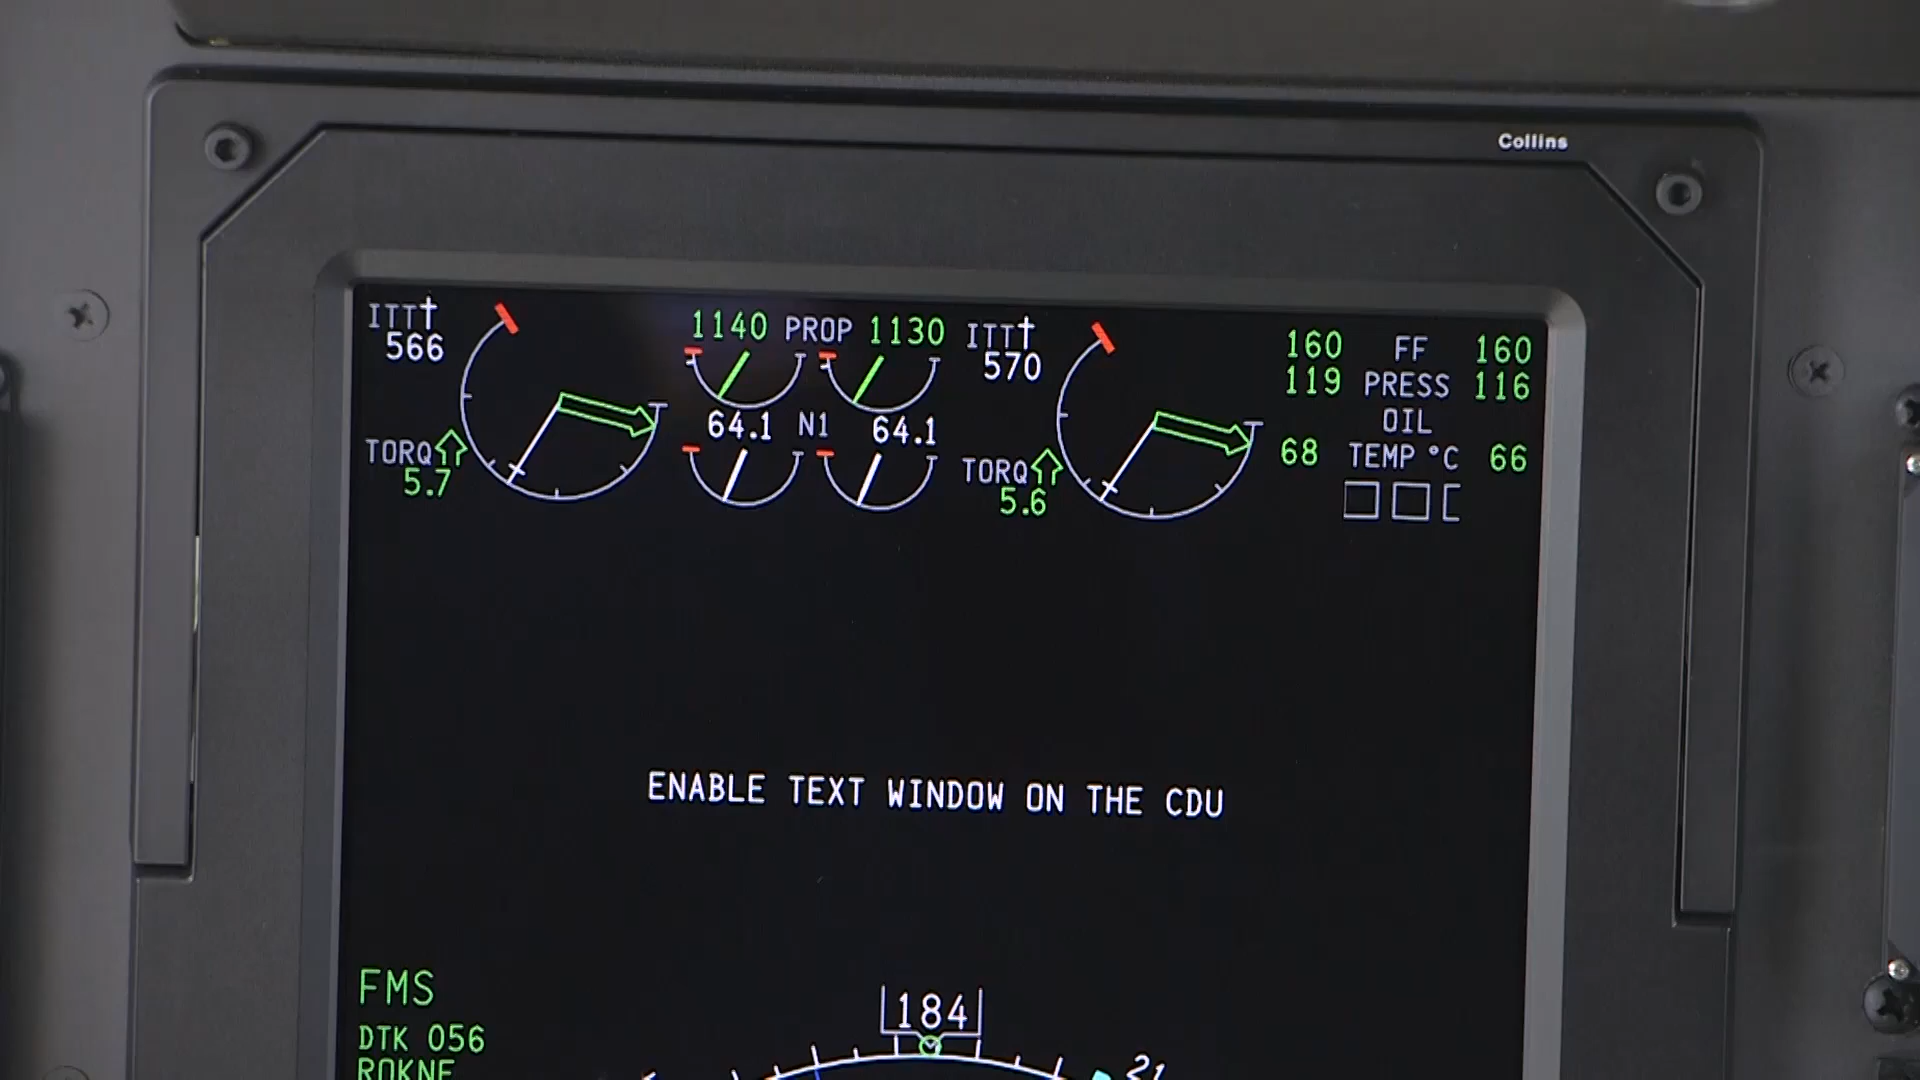 Collins
ITT
566
1140 PROP 1130
ITT
570
160 FF 160
119 PRESS 116
OIL
68 TEMP °C 66
64.1 N1 64.1
TORQ
5.7
TORQ
5.6
ENABLE TEXT WINDOW ON THE CDU
FMS
DTK 056
ROKNE
184
21